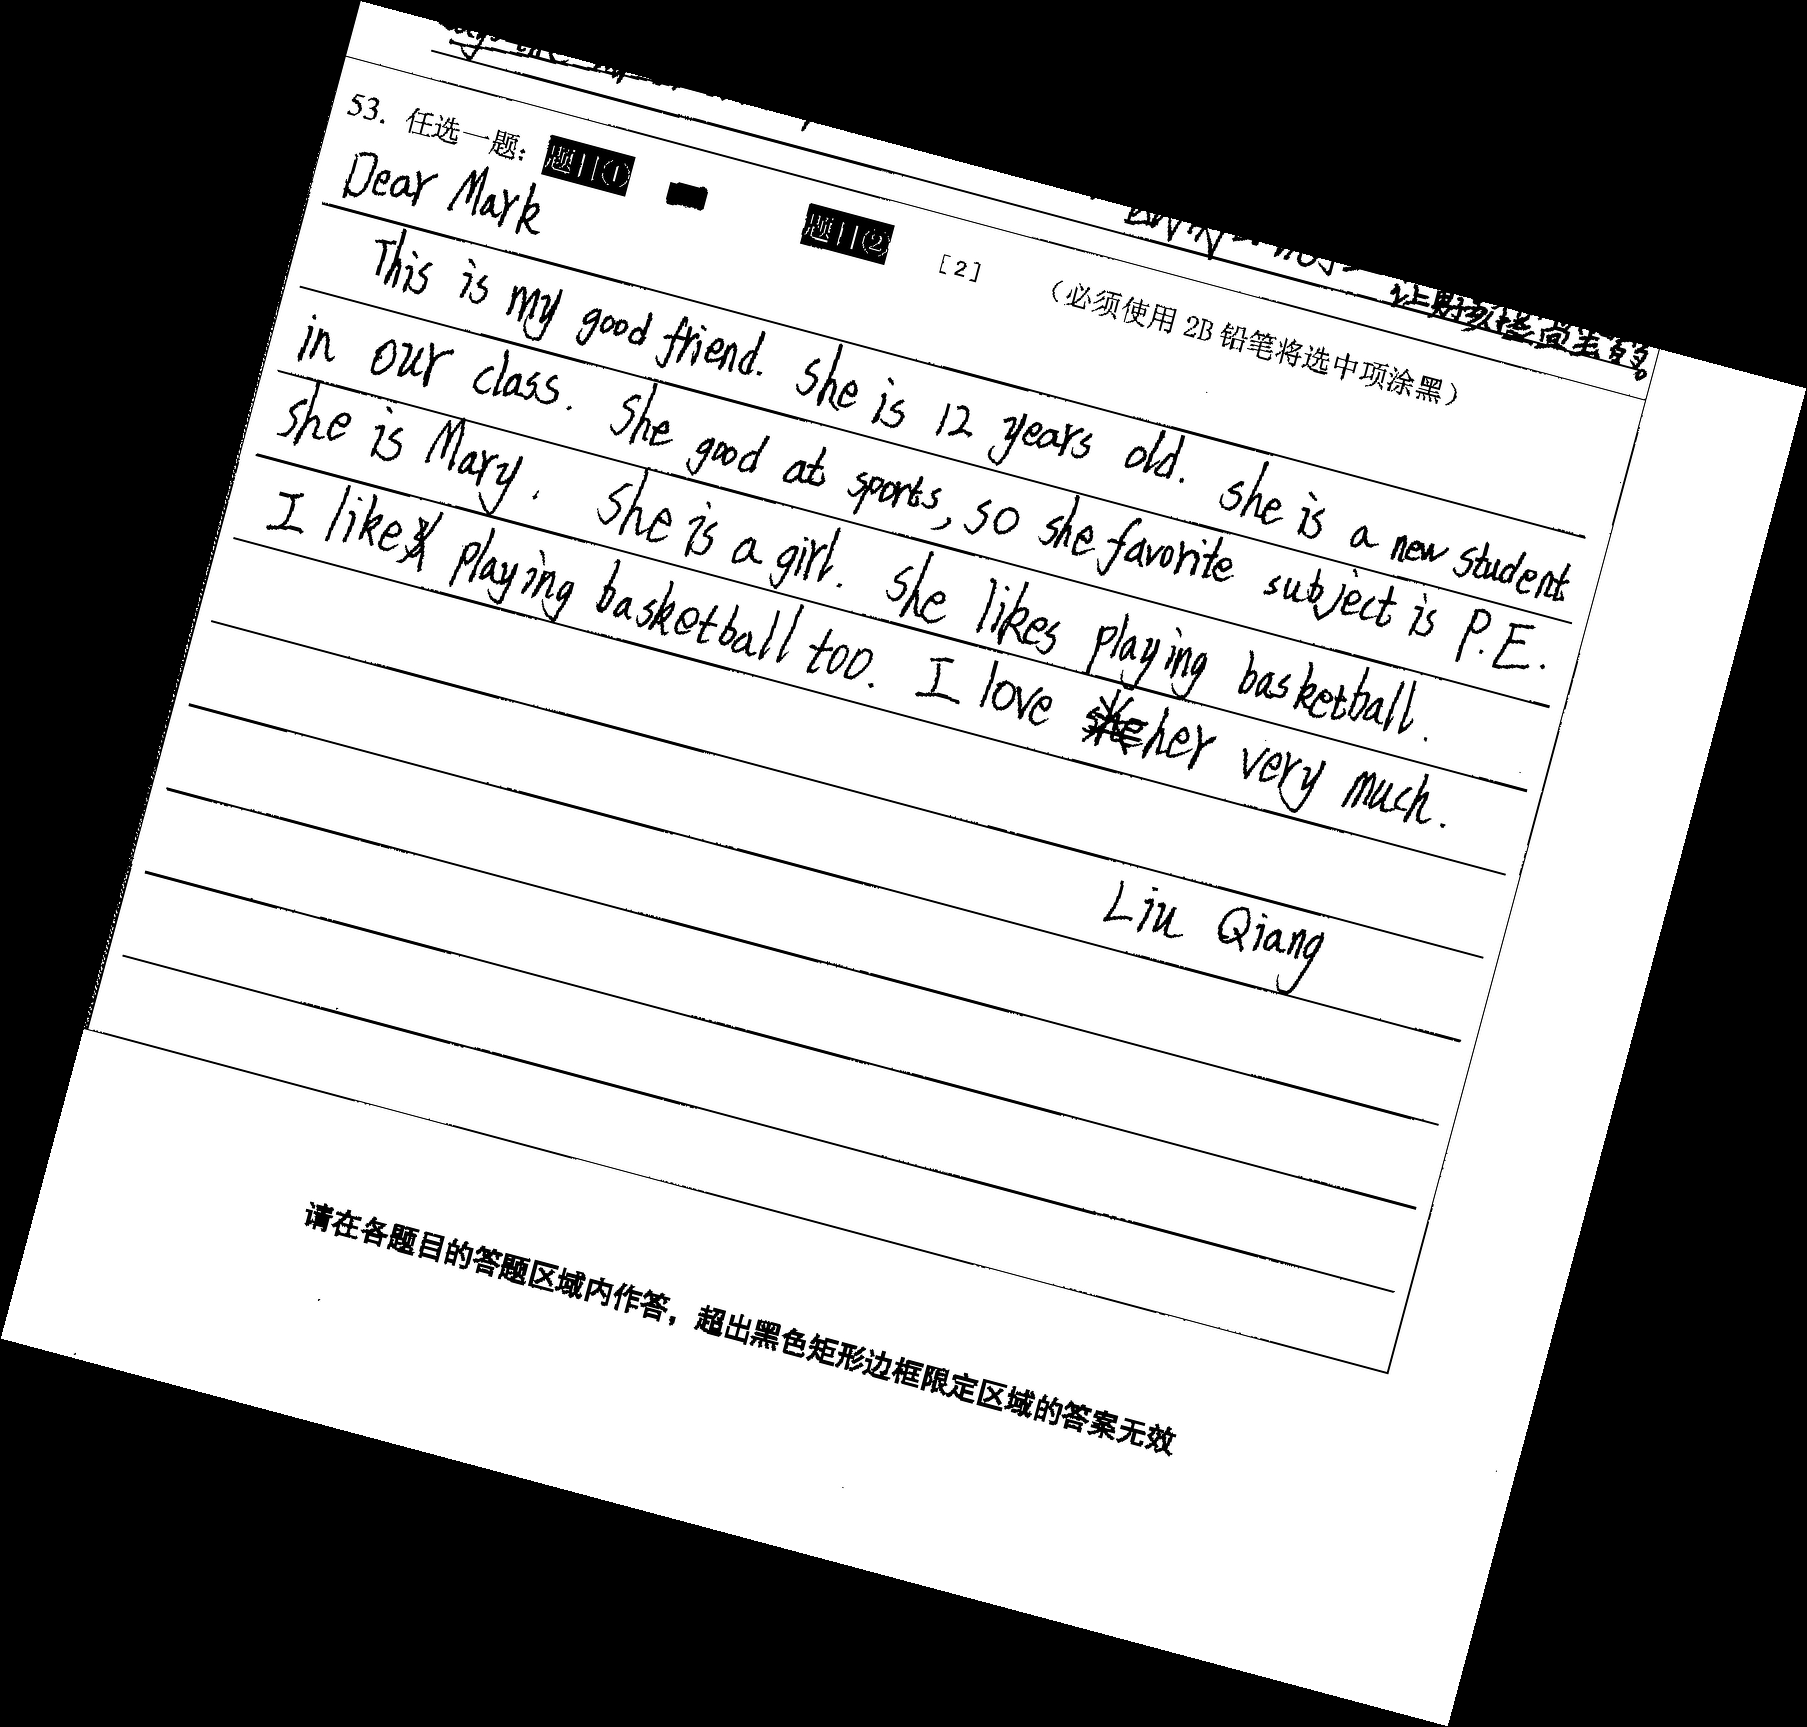 53. 任选一题: 题目① 题目② [2] （必须使用 2B 铅笔将选中项涂黑）
Dear Mark
This is my good friend. She is 12 years old. She is a new student
in our class. She good at sports, so she favorite subject is P.E.
She is Mary. She is a girl. She likes playing basketball.
I like playing basketball too. I love her very much.
Liu Qiang
请在各题目的答题区域内作答，超出黑色矩形边框限定区域的答案无效